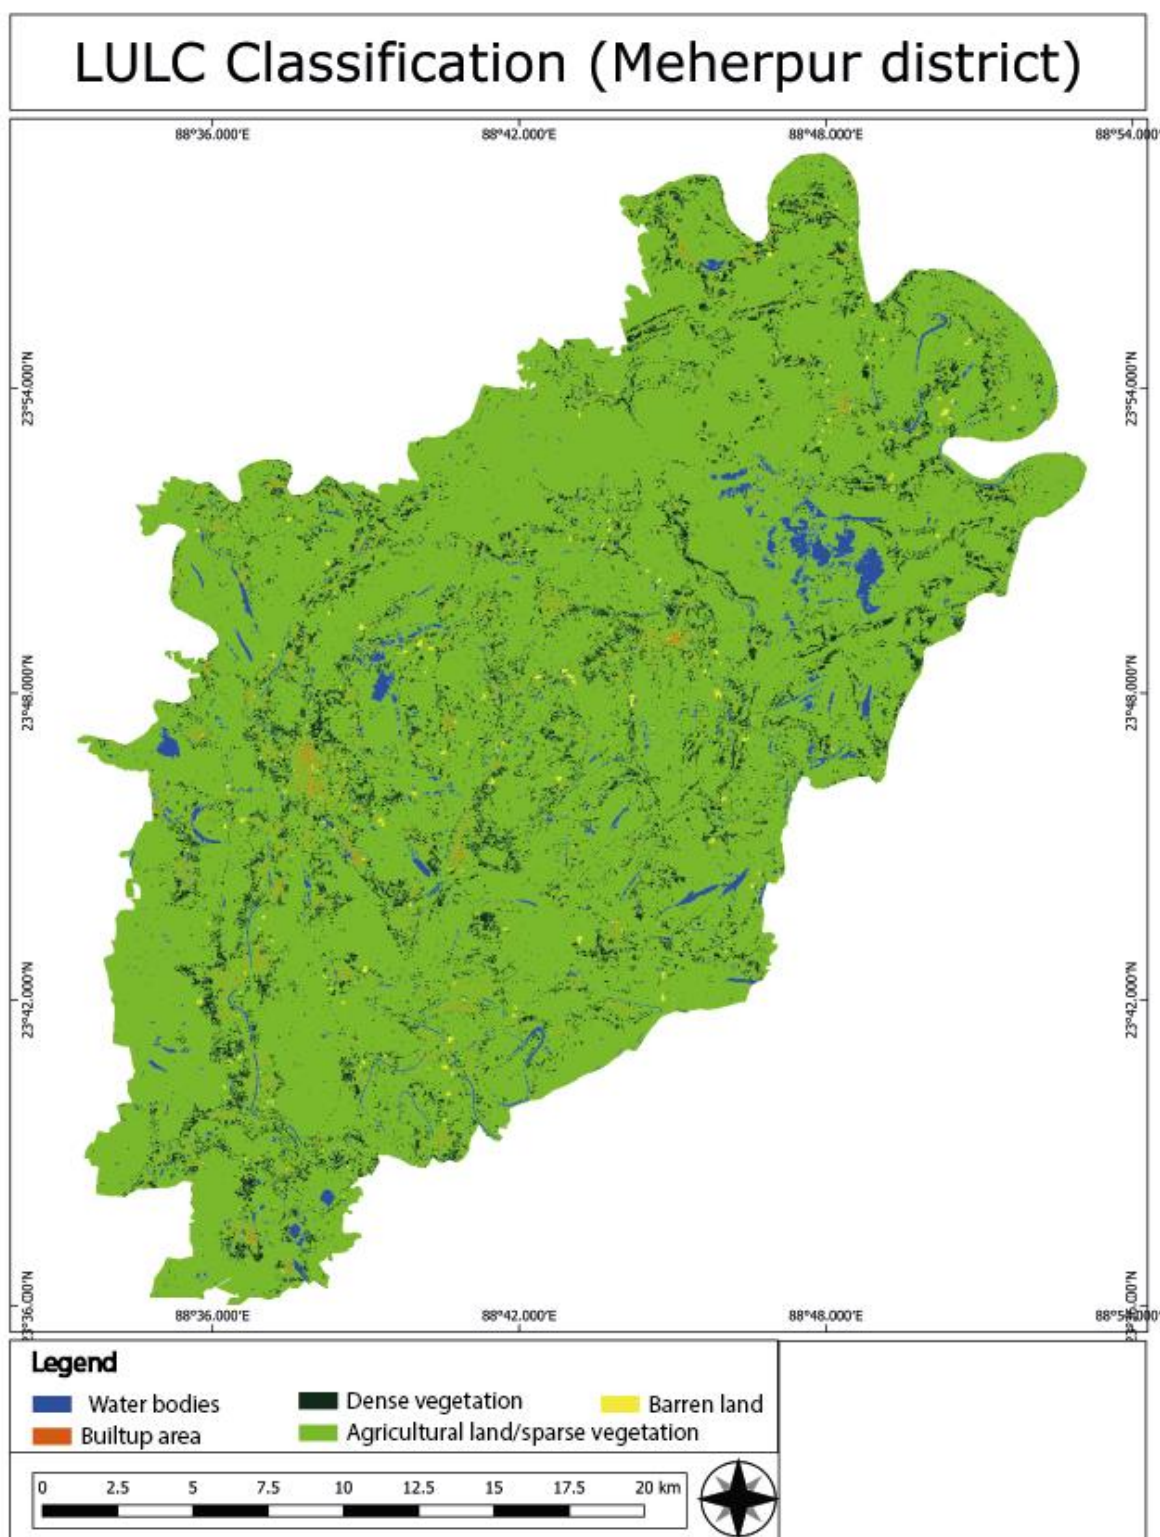 LULC Classification (Meherpur district)
88°36.000'E 88°42.000'E 88°48.000'E 88°54.000'
23°54.000'N 23°54.000'N
23°48.000'N 23°48.000'N
23°42.000'N 23°42.000'N
23°36.000'N
88°36.000'E 88°42.000'E 88°48.000'E
Legend
Water bodies Dense vegetation Barren land
Builtup area Agricultural land/sparse vegetation
0 2.5 5 7.5 10 12.5 15 17.5 20 km